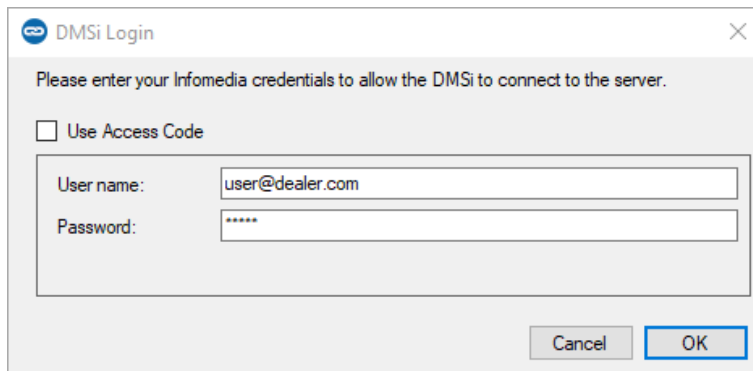 DMSi Login
Please enter your Infomedia credentials to allow the DMSi to connect to the server.
Use Access Code
User name: user@dealer.com
Password: *****
Cancel OK